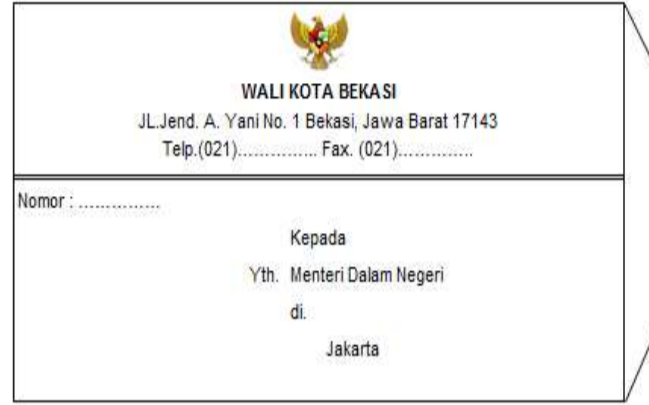 WALI KOTA BEKASI
JL.Jend. A. Yani No. 1 Bekasi, Jawa Barat 17143
Telp.(021)…………… Fax. (021)…………..
Nomor : ……………
Kepada
Yth. Menteri Dalam Negeri
di.
Jakarta